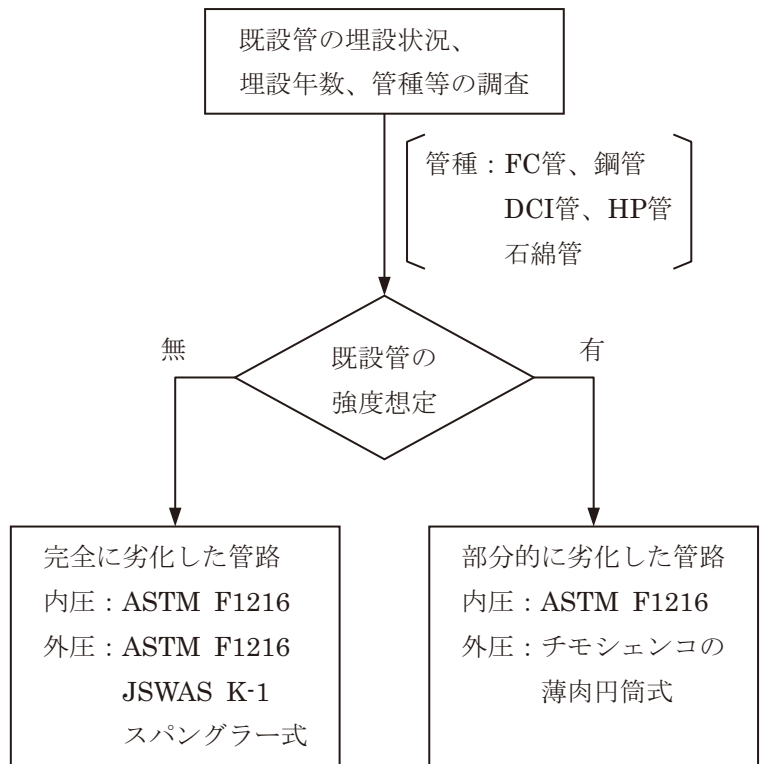 既設管の埋設状況、
埋設年数、管種等の調査
管種：FC管、鋼管
DCI管、HP管
石綿管
無
既設管の
強度想定
有
完全に劣化した管路
内圧：ASTM F1216
外圧：ASTM F1216
JSWAS K-1
スパングラー式
部分的に劣化した管路
内圧：ASTM F1216
外圧：チモシェンコの
薄肉円筒式